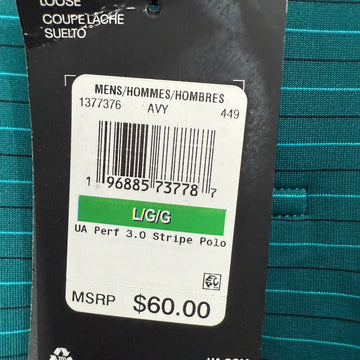 LOOSE
COUPE LÂCHE
SUELTO
MENS/HOMMES/HOMBRES
1377376 AVY 449
1 96885 73778 7
L/G/G
UA Perf 3.0 Stripe Polo
MSRP $60.00